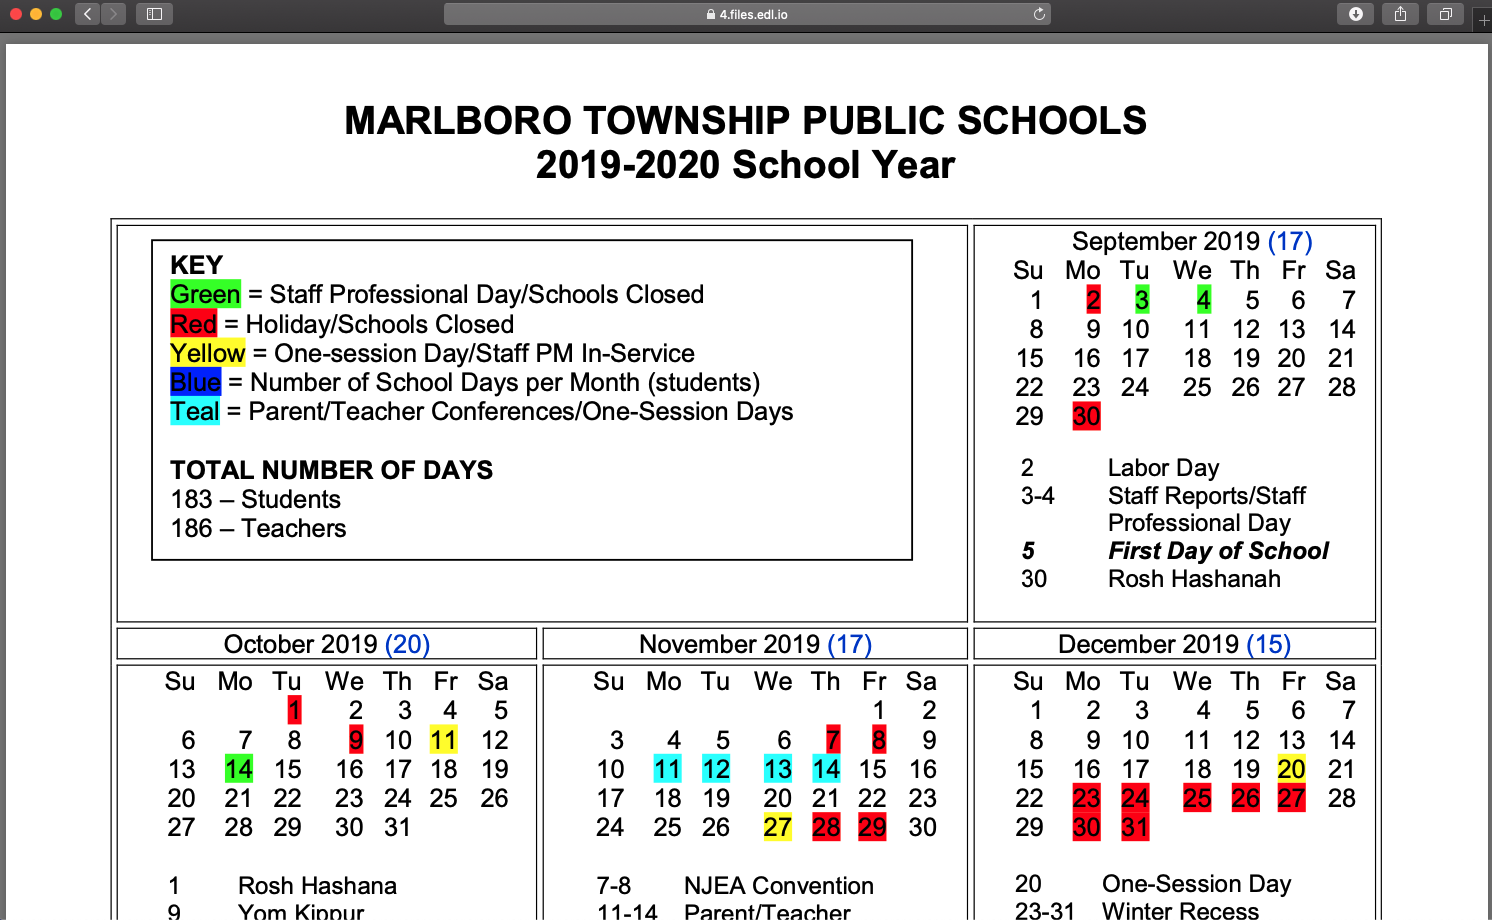 4.files.edl.io
MARLBORO TOWNSHIP PUBLIC SCHOOLS
2019-2020 School Year
KEY
Green = Staff Professional Day/Schools Closed
Red = Holiday/Schools Closed
Yellow = One-session Day/Staff PM In-Service
Blue = Number of School Days per Month (students)
Teal = Parent/Teacher Conferences/One-Session Days
TOTAL NUMBER OF DAYS
183 – Students
186 – Teachers
September 2019 (17)
Su Mo Tu We Th Fr Sa
1 2 3 4 5 6 7
8 9 10 11 12 13 14
15 16 17 18 19 20 21
22 23 24 25 26 27 28
29 30
2 Labor Day
3-4 Staff Reports/Staff
Professional Day
5 First Day of School
30 Rosh Hashanah
October 2019 (20)
Su Mo Tu We Th Fr Sa
1 2 3 4 5
6 7 8 9 10 11 12
13 14 15 16 17 18 19
20 21 22 23 24 25 26
27 28 29 30 31
1 Rosh Hashana
9 Yom Kippur
November 2019 (17)
Su Mo Tu We Th Fr Sa
1 2
3 4 5 6 7 8 9
10 11 12 13 14 15 16
17 18 19 20 21 22 23
24 25 26 27 28 29 30
7-8 NJEA Convention
11-14 Parent/Teacher
December 2019 (15)
Su Mo Tu We Th Fr Sa
1 2 3 4 5 6 7
8 9 10 11 12 13 14
15 16 17 18 19 20 21
22 23 24 25 26 27 28
29 30 31
20 One-Session Day
23-31 Winter Recess